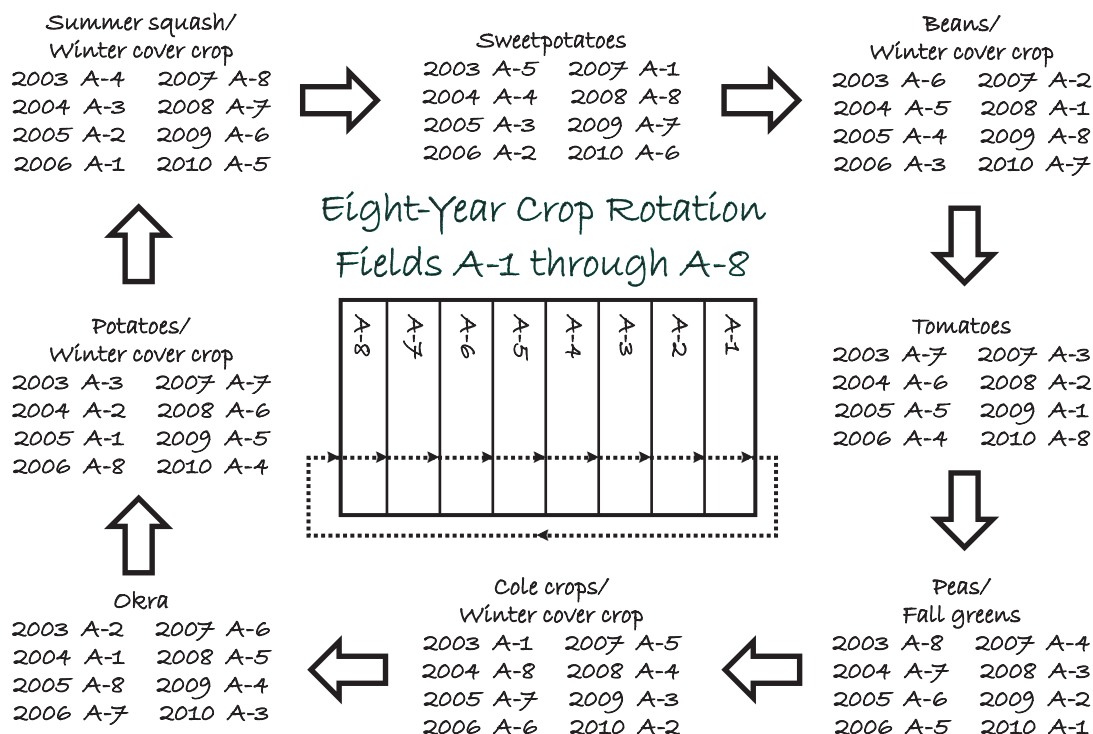 Summer squash/
Winter cover crop
2003 A-4 2007 A-8
2004 A-3 2008 A-7
2005 A-2 2009 A-6
2006 A-1 2010 A-5
Sweetpotatoes
2003 A-5 2007 A-1
2004 A-4 2008 A-8
2005 A-3 2009 A-7
2006 A-2 2010 A-6
Beans/
Winter cover crop
2003 A-6 2007 A-2
2004 A-5 2008 A-1
2005 A-4 2009 A-8
2006 A-3 2010 A-7
Eight-Year Crop Rotation
Fields A-1 through A-8
Potatoes/
Winter cover crop
2003 A-3 2007 A-7
2004 A-2 2008 A-6
2005 A-1 2009 A-5
2006 A-8 2010 A-4
A-8
A-7
A-6
A-5
A-4
A-3
A-2
A-1
Tomatoes
2003 A-7 2007 A-3
2004 A-6 2008 A-2
2005 A-5 2009 A-1
2006 A-4 2010 A-8
Okra
2003 A-2 2007 A-6
2004 A-1 2008 A-5
2005 A-8 2009 A-4
2006 A-7 2010 A-3
Cole crops/
Winter cover crop
2003 A-1 2007 A-5
2004 A-8 2008 A-4
2005 A-7 2009 A-3
2006 A-6 2010 A-2
Peas/
Fall greens
2003 A-8 2007 A-4
2004 A-7 2008 A-3
2005 A-6 2009 A-2
2006 A-5 2010 A-1